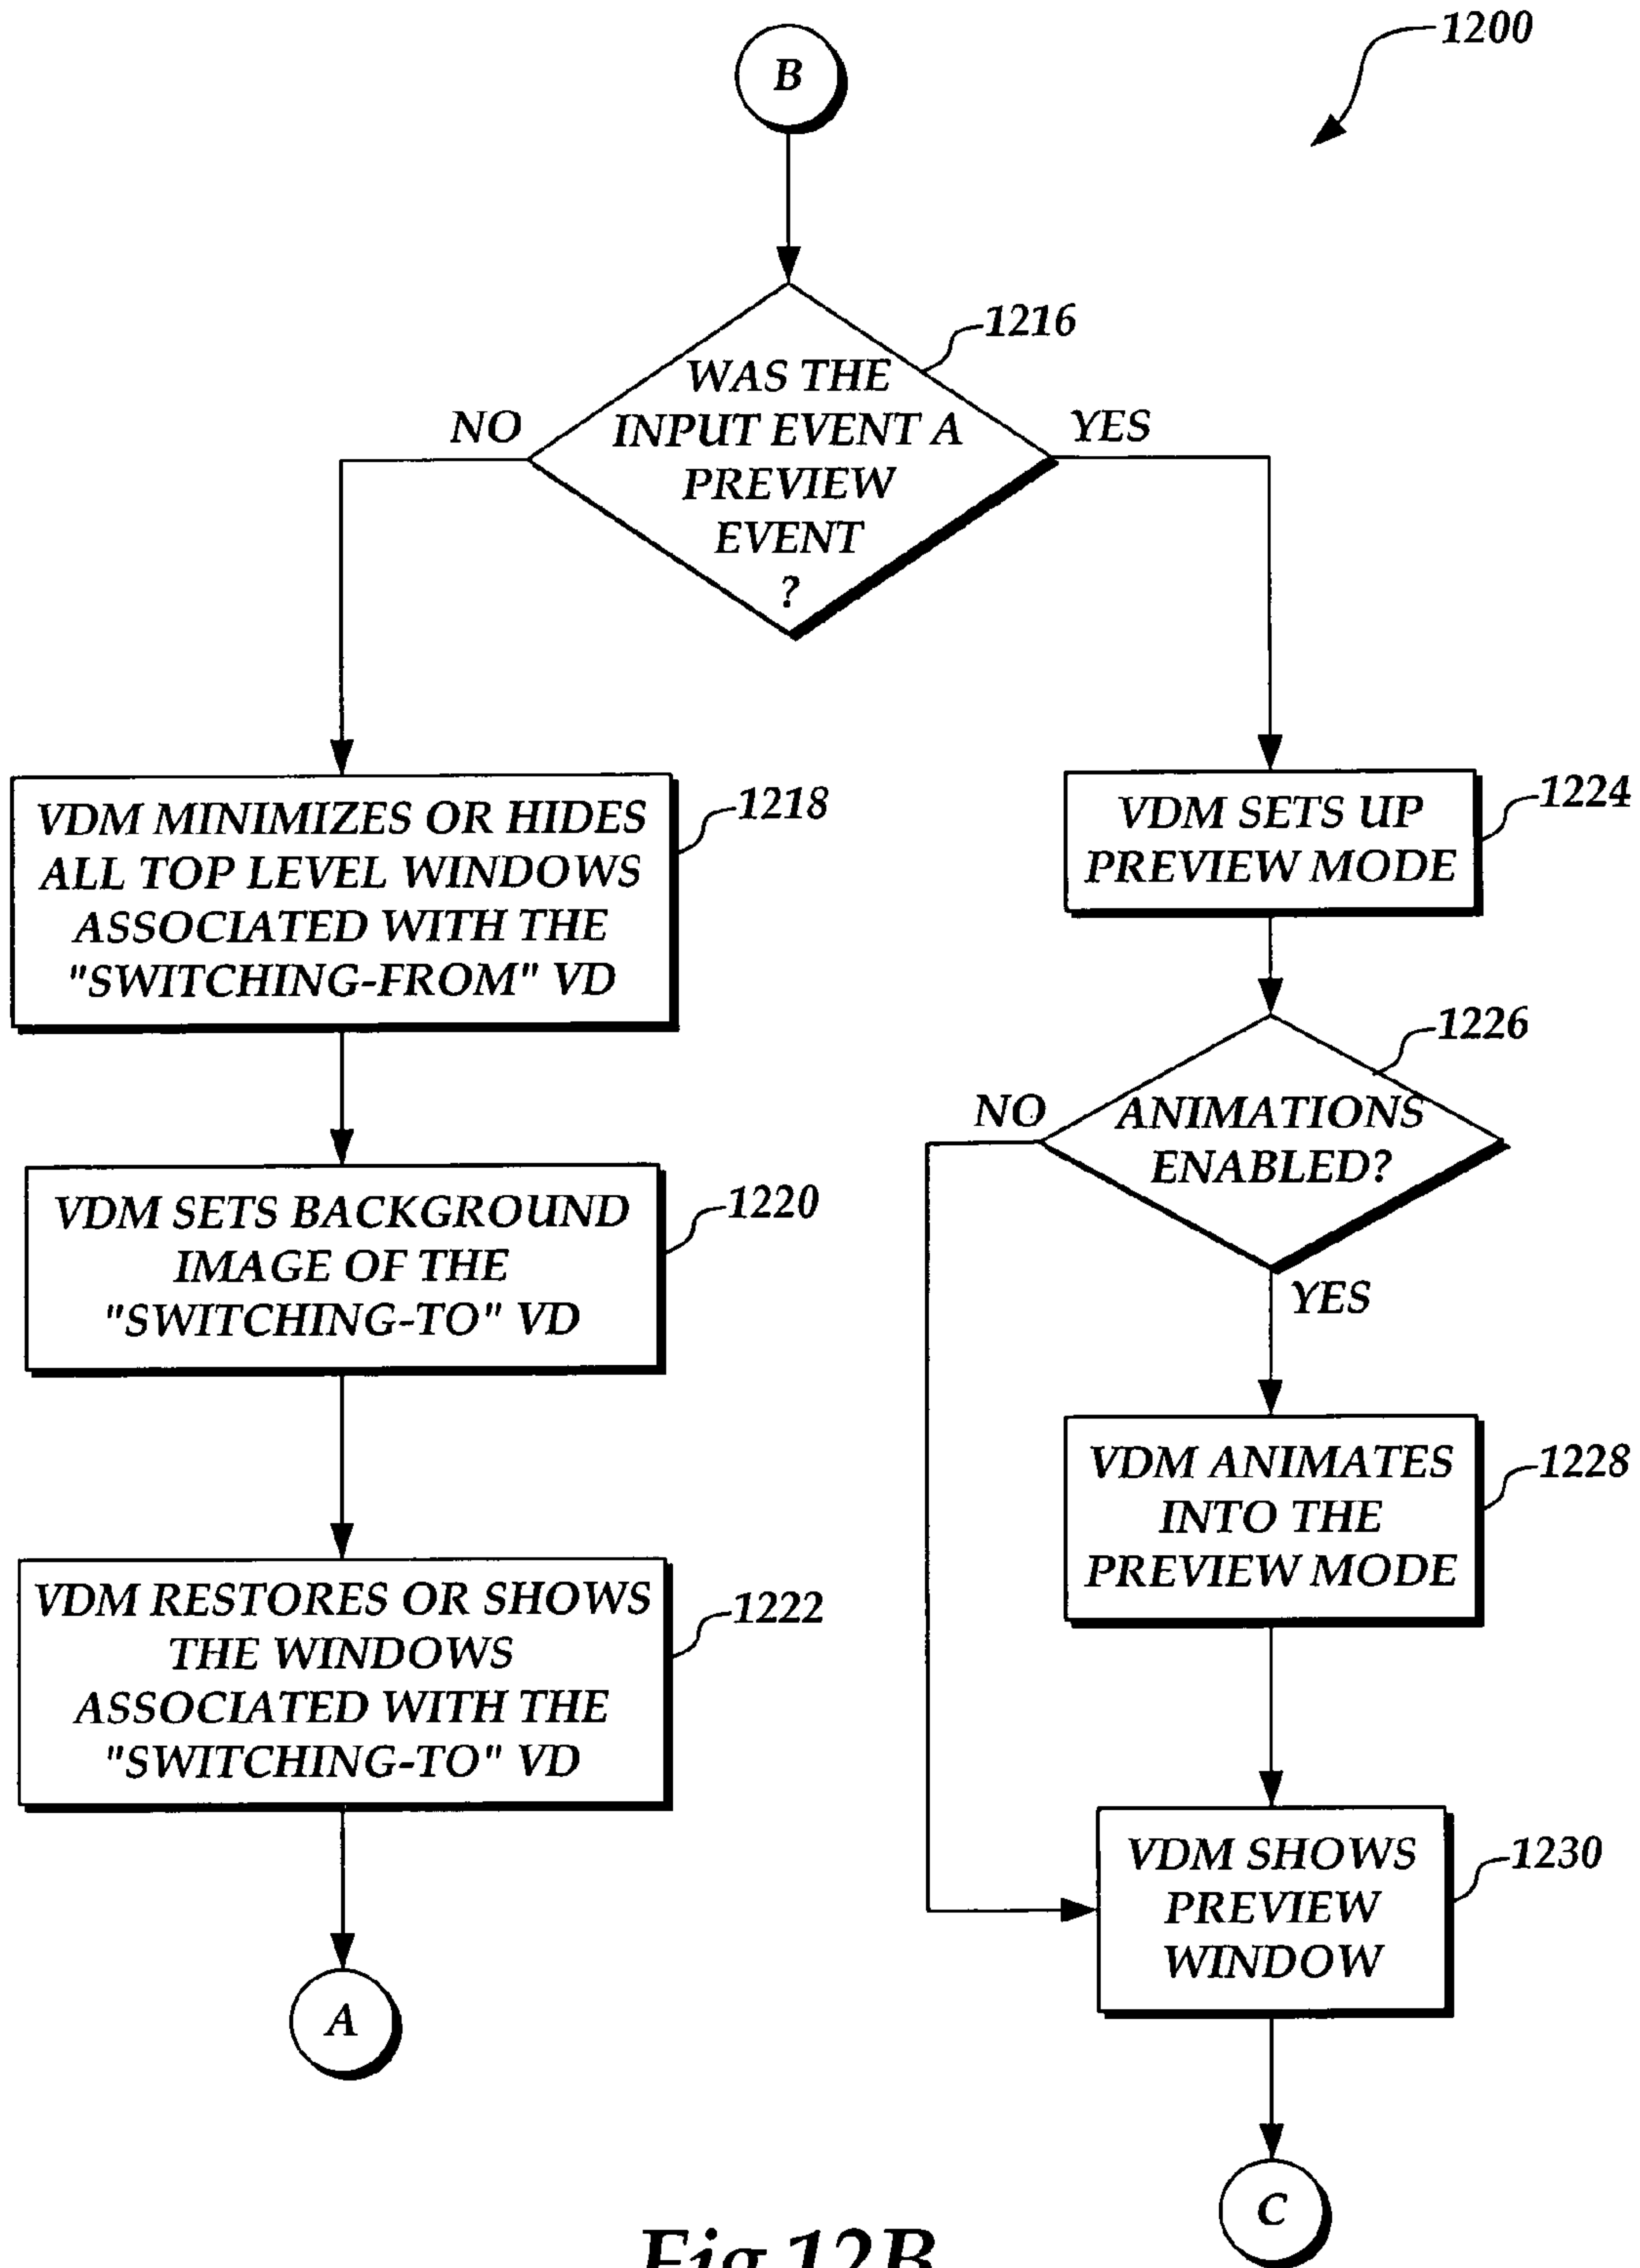 1200
B
1216
WAS THE
INPUT EVENT A
PREVIEW
EVENT
?
NO
YES
1218
VDM MINIMIZES OR HIDES
ALL TOP LEVEL WINDOWS
ASSOCIATED WITH THE
"SWITCHING-FROM" VD
1220
VDM SETS BACKGROUND
IMAGE OF THE
"SWITCHING-TO" VD
1222
VDM RESTORES OR SHOWS
THE WINDOWS
ASSOCIATED WITH THE
"SWITCHING-TO" VD
A
1224
VDM SETS UP
PREVIEW MODE
1226
ANIMATIONS
ENABLED?
NO
YES
1228
VDM ANIMATES
INTO THE
PREVIEW MODE
1230
VDM SHOWS
PREVIEW
WINDOW
C
Fig.12B